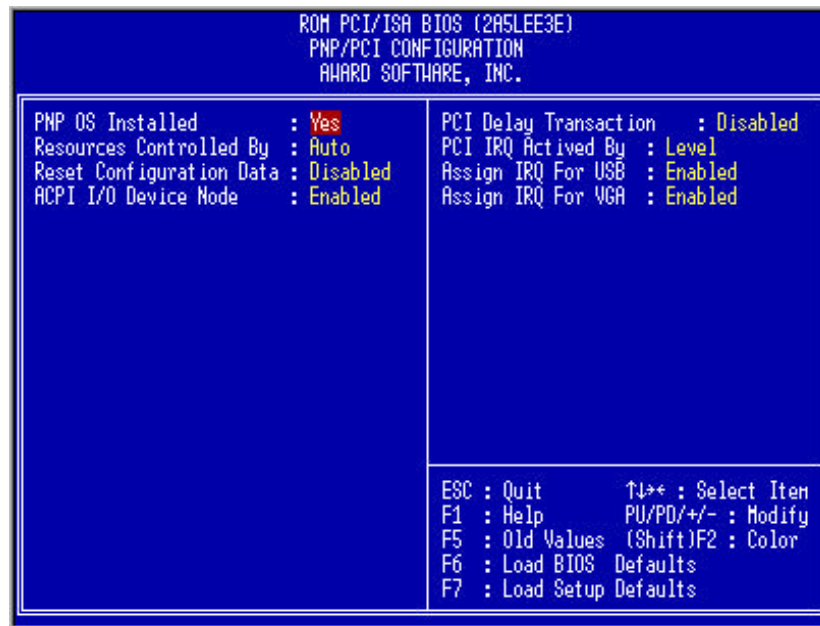 ROM PCI/ISA BIOS (2A5LEE3E)
PNP/PCI CONFIGURATION
AWARD SOFTWARE, INC.
PNP OS Installed : Yes
Resources Controlled By : Auto
Reset Configuration Data : Disabled
ACPI I/O Device Node : Enabled
PCI Delay Transaction : Disabled
PCI IRQ Actived By : Level
Assign IRQ For USB : Enabled
Assign IRQ For VGA : Enabled
ESC : Quit ↑↓→← : Select Item
F1 : Help PU/PD/+/- : Modify
F5 : Old Values (Shift)F2 : Color
F6 : Load BIOS Defaults
F7 : Load Setup Defaults